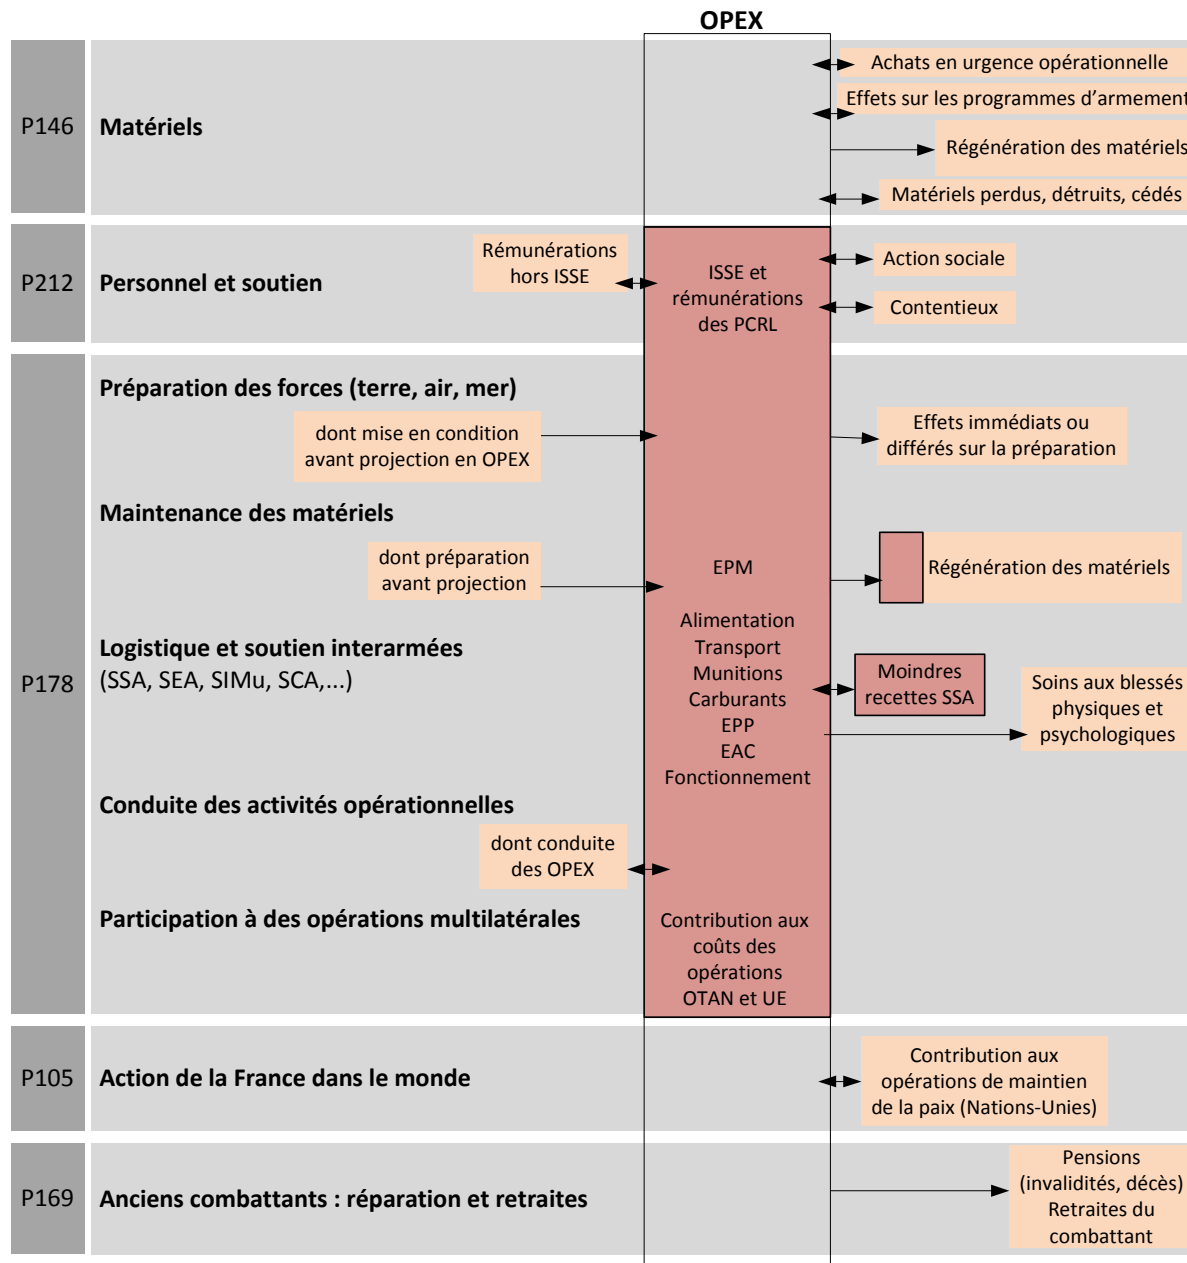 OPEX
P146
Matériels
Achats en urgence opérationnelle
Effets sur les programmes d'armement
Régénération des matériels
Matériels perdus, détruits, cédés
P212
Personnel et soutien
Rémunérations
hors ISSE
ISSE et
rémunérations
des PCRL
Action sociale
Contentieux
P178
Préparation des forces (terre, air, mer)
dont mise en condition
avant projection en OPEX
Effets immédiats ou
différés sur la préparation
Maintenance des matériels
dont préparation
avant projection
EPM
Régénération des matériels
Logistique et soutien interarmées
(SSA, SEA, SIMu, SCA,...)
Alimentation
Transport
Munitions
Carburants
EPP
EAC
Fonctionnement
Moindres
recettes SSA
Soins aux blessés
physiques et
psychologiques
Conduite des activités opérationnelles
dont conduite
des OPEX
Participation à des opérations multilatérales
Contribution aux
coûts des
opérations
OTAN et UE
P105
Action de la France dans le monde
Contribution aux
opérations de maintien
de la paix (Nations-Unies)
P169
Anciens combattants : réparation et retraites
Pensions
(invalidités, décès)
Retraites du
combattant